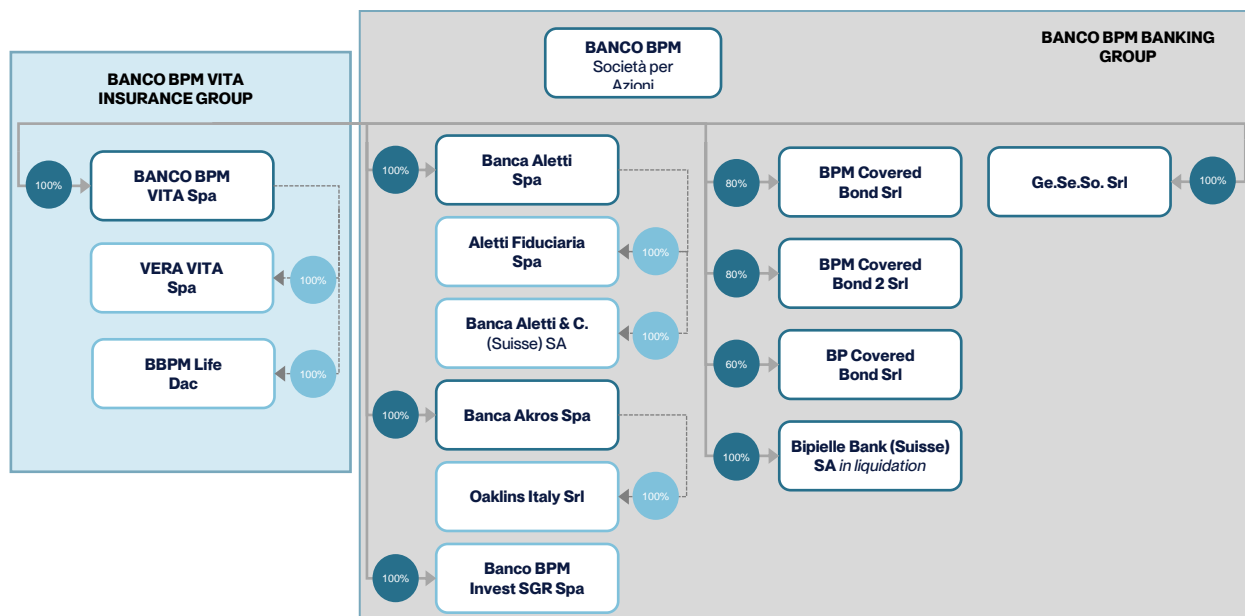 BANCO BPM
Società per
Azioni
BANCO BPM BANKING
GROUP
BANCO BPM VITA
INSURANCE GROUP
100%
BANCO BPM
VITA Spa
VERA VITA
Spa
100%
BBPM Life
Dac
100%
100%
Banca Aletti
Spa
Aletti Fiduciaria
Spa
100%
Banca Aletti & C.
(Suisse) SA
100%
100%
Banca Akros Spa
Oaklins Italy Srl
100%
100%
Banco BPM
Invest SGR Spa
80%
BPM Covered
Bond Srl
80%
BPM Covered
Bond 2 Srl
60%
BP Covered
Bond Srl
100%
Bipielle Bank (Suisse)
SA in liquidation
Ge.Se.So. Srl
100%